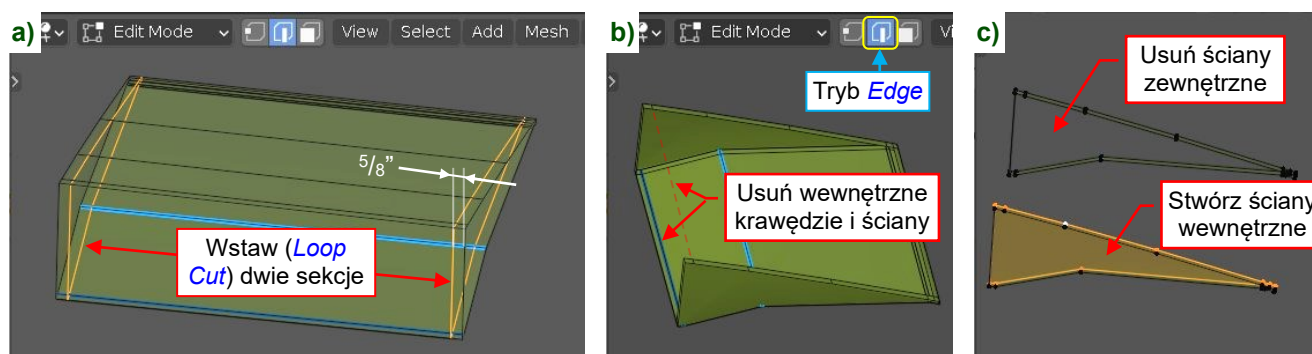 a)
Edit Mode
View
Select
Add
Mesh
5/8”
Wstaw (Loop
Cut) dwie sekcje
b)
Edit Mode
Tryb Edge
Usuń wewnętrzne
krawędzie i ściany
c)
Usuń ściany
zewnętrzne
Stwórz ściany
wewnętrzne